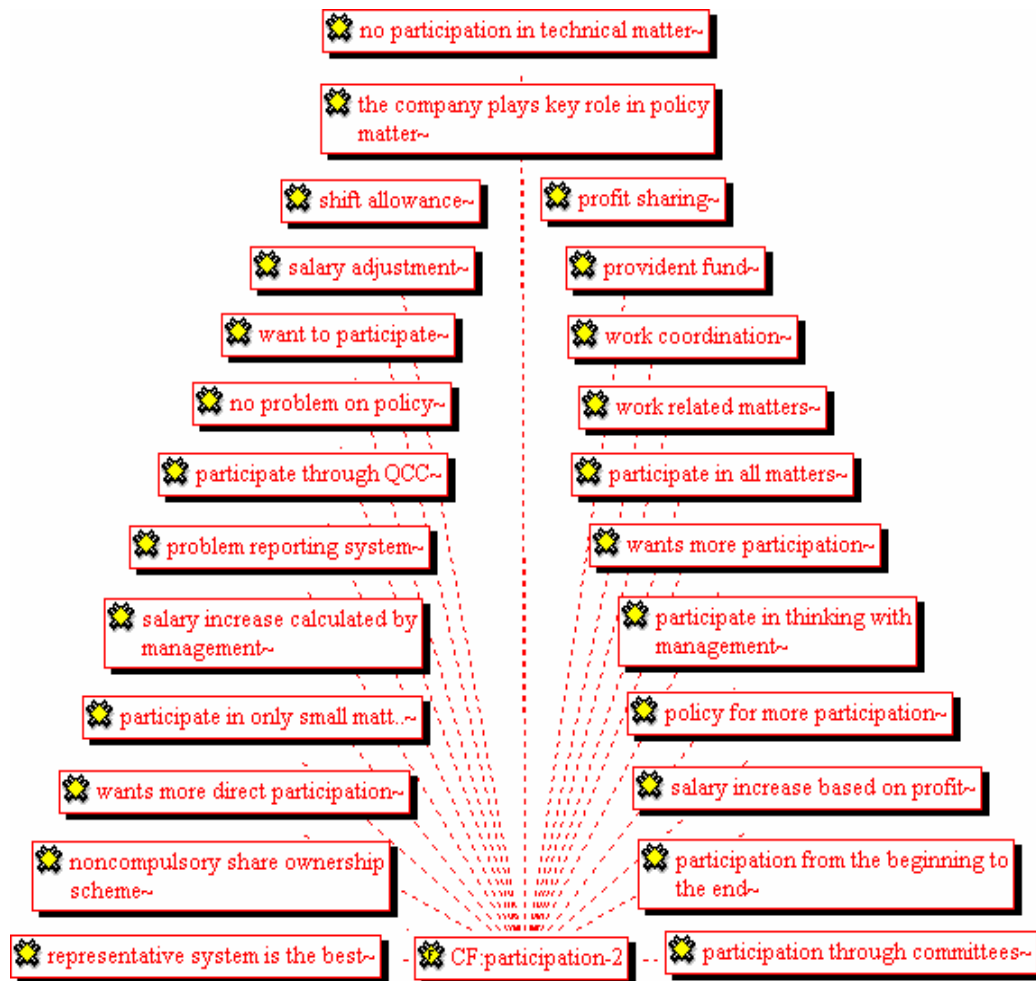 no participation in technical matter~
the company plays key role in policy
matter~
shift allowance~
profit sharing~
salary adjustment~
provident fund~
want to participate~
work coordination~
no problem on policy~
work related matters~
participate through QCC~
participate in all matters~
problem reporting system~
wants more participation~
salary increase calculated by
management~
participate in thinking with
management~
participate in only small matt..~
policy for more participation~
wants more direct participation~
salary increase based on profit~
noncompulsory share ownership
scheme~
participation from the beginning to
the end~
representative system is the best~
F CF:participation-2
participation through committees~